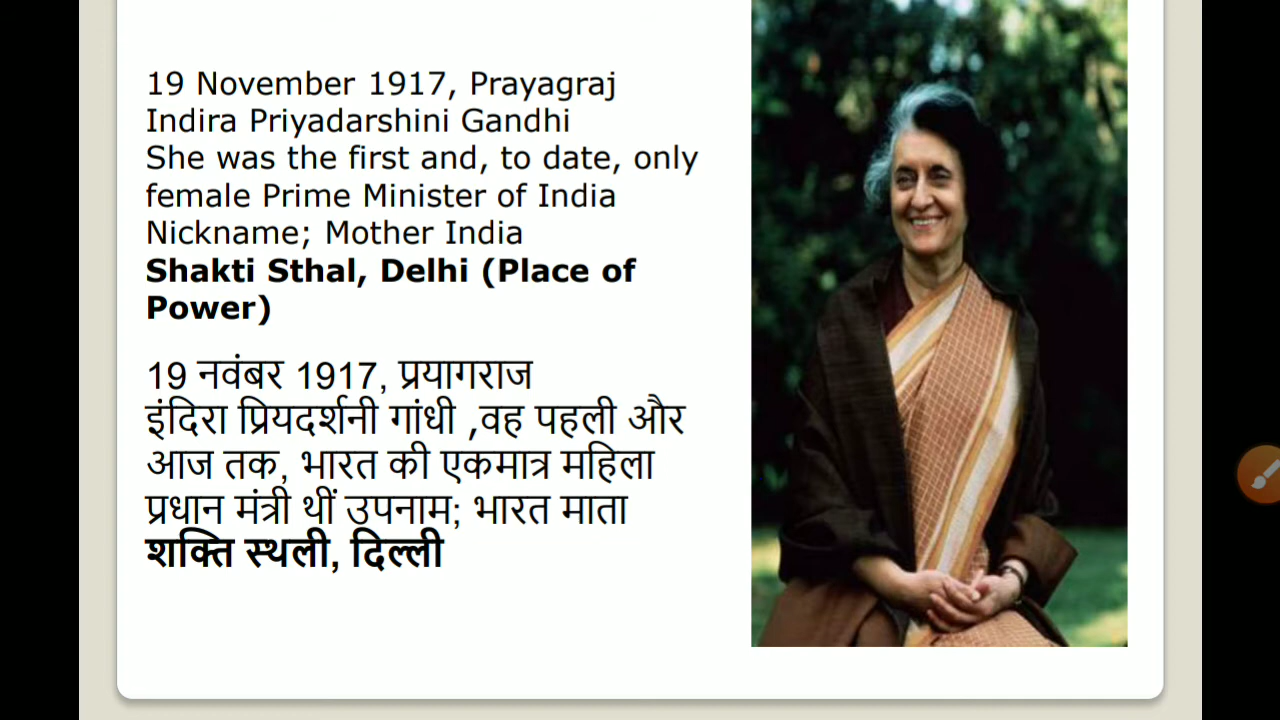 19 November 1917, Prayagraj
Indira Priyadarshini Gandhi
She was the first and, to date, only
female Prime Minister of India
Nickname; Mother India
Shakti Sthal, Delhi (Place of
Power)
19 नवंबर 1917, प्रयागराज
इंदिरा प्रियदर्शनी गांधी ,वह पहली और
आज तक, भारत की एकमात्र महिला
प्रधान मंत्री थीं उपनाम; भारत माता
शक्ति स्थली, दिल्ली